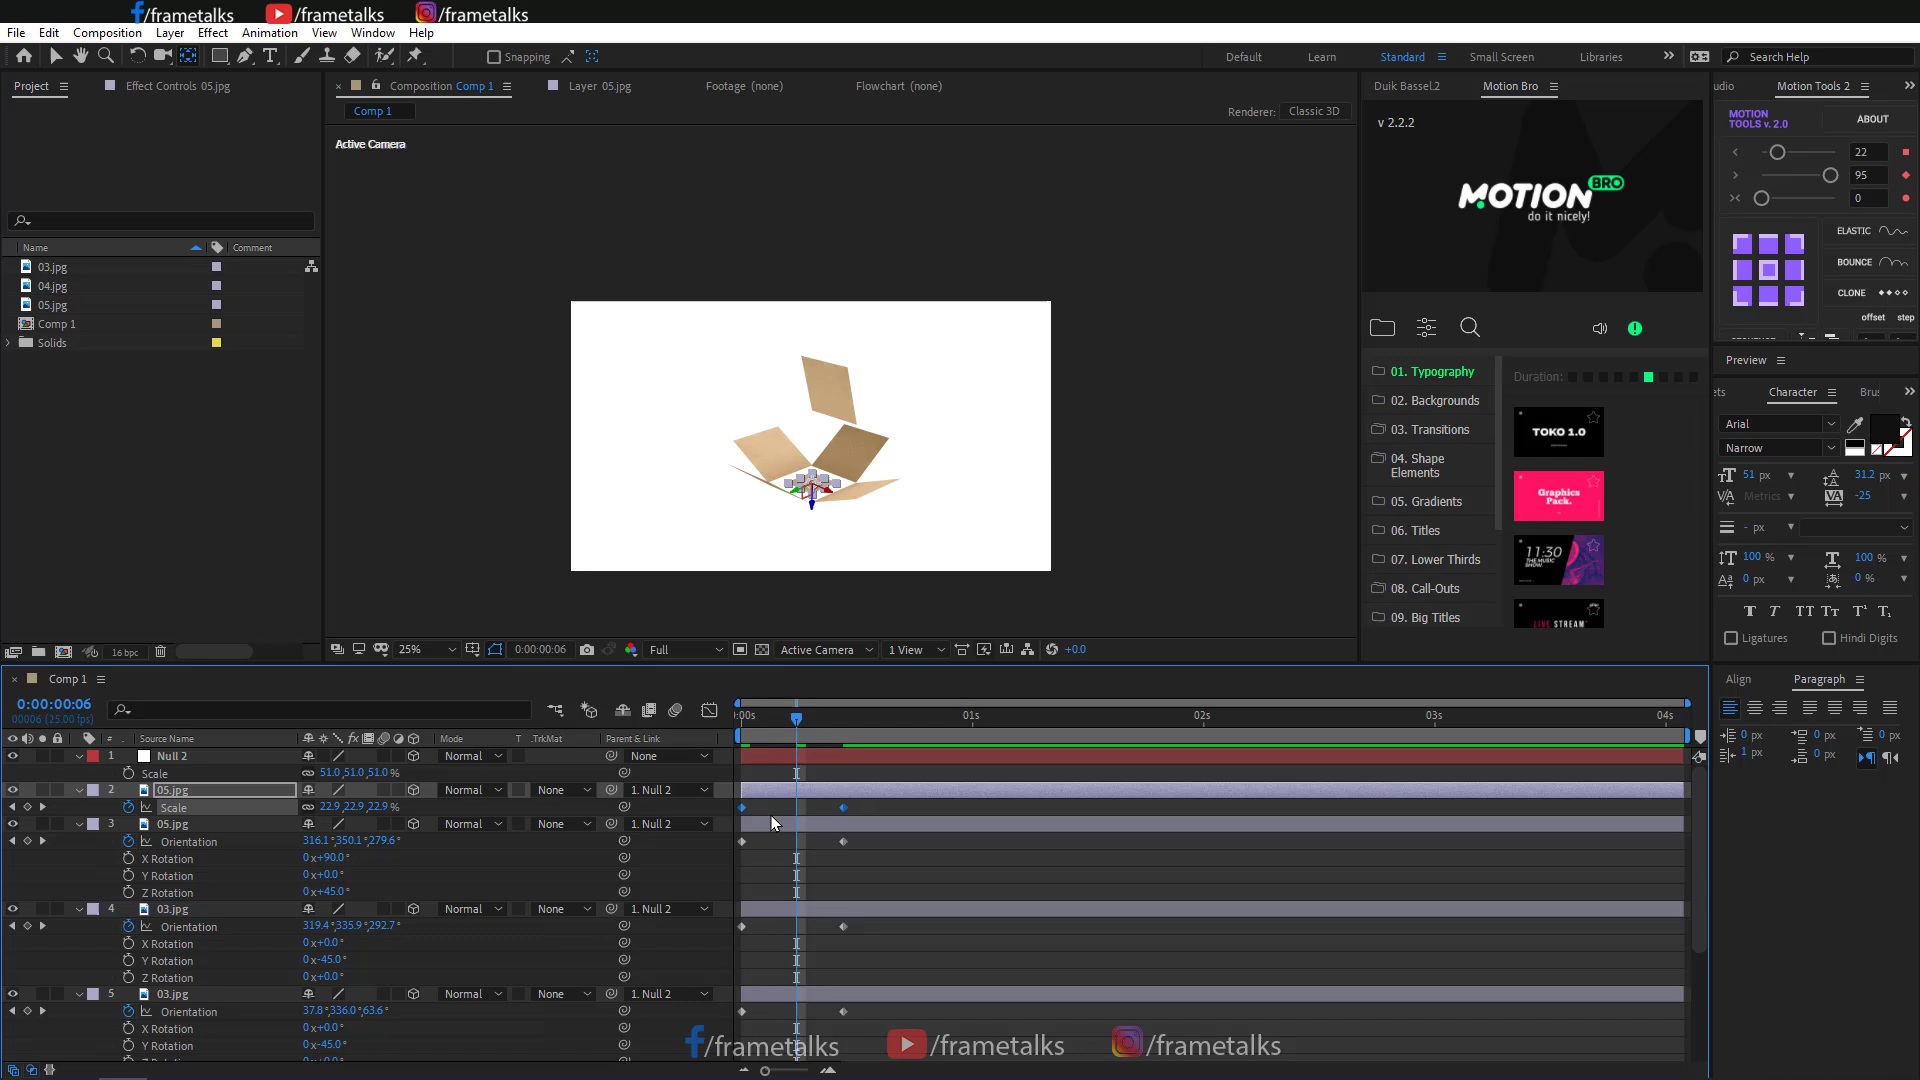 /frametalks /frametalks /frametalks
File Edit Composition Layer Effect Animation View Window Help
Snapping Default Learn Standard Small Screen Libraries Search Help
Project Effect Controls 05.jpg
Composition Comp 1 Layer 05.jpg Footage (none) Flowchart (none)
Duik Bassel.2 Motion Bro
udio Motion Tools 2
Comp 1 Renderer: Classic 3D
Active Camera
v 2.2.2
MOTION BRO
do it nicely!
MOTION
TOOLS v. 2.0 ABOUT
22
95
0
ELASTIC
BOUNCE
CLONE
offset step
Name Comment
03.jpg
04.jpg
05.jpg
Comp 1
Solids
01. Typography
02. Backgrounds
03. Transitions
04. Shape
Elements
05. Gradients
06. Titles
07. Lower Thirds
08. Call-Outs
09. Big Titles
Duration:
TOKO 1.0
Graphics
Pack.
11:30
THE MUSIC
SHOW.
LIVE STREAM
Preview
ets Character Brus
Arial
Narrow
51 px 31.2 px
Metrics -25
- px
100 % 100 %
0 px 0 %
T T TT Tт T¹ T₁
Ligatures Hindi Digits
16 bpc
25% 0:00:00:06 Full Active Camera 1 View +0.0
Comp 1
0:00:00:06
00006 (25.00 fps)
:00s 01s 02s 03s 04s
# Source Name Mode T .TrkMat Parent & Link
1 Null 2 Normal None
Scale 51.0,51.0,51.0 %
2 05.jpg Normal None 1. Null 2
Scale 22.9,22.9,22.9 %
3 05.jpg Normal None 1. Null 2
Orientation 316.1°,350.1°,279.6°
X Rotation 0x+90.0°
Y Rotation 0x+0.0°
Z Rotation 0x+45.0°
4 03.jpg Normal None 1. Null 2
Orientation 319.4°,335.9°,292.7°
X Rotation 0x+0.0°
Y Rotation 0x-45.0°
Z Rotation 0x+0.0°
5 03.jpg Normal None 1. Null 2
Orientation 37.8°,336.0°,63.6°
X Rotation 0x+0.0°
Y Rotation 0x-45.0°
Align Paragraph
0 px 0 px 0 px
1 px 0 px
/frametalks /frametalks /frametalks